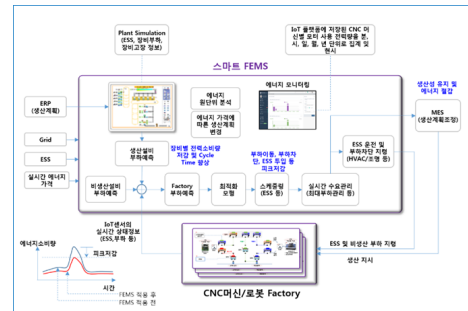 Plant Simulation
(ESS, 장비부하,
장비고장 정보)
IoT 플랫폼에 저장된 CNC 머
신별 모터 사용 전력량을 분,
시, 일, 월, 년 단위로 집계 및
현시
스마트 FEMS
에너지 모니터링
생산성 유지 및
에너지 절감
ERP
(생산계획)
에너지
원단위 분석
에너지 가격에
따른 생산계획
변경
MES
(생산계획조정)
Grid
ESS
실시간 에너지
가격
생산설비
부하예측
장비별 전력소비량
저감 및 Cycle
Time 향상
부하이동, 부하차
단, ESS 투입 등
피크저감
ESS 운전 및
부하차단 지령
(HVAC/조명 등)
비생산설비
부하예측
Factory
부하예측
최적화
모형
스케줄링
(ESS 등)
실시간 수요관리
(최대부하관리 등)
IoT센서의
실시간 상태정보
(ESS,부하 등)
에너지소비량
피크저감
시간
FEMS 적용 후
FEMS 적용 전
ESS 및 비생산 부하 지령
생산 지시
CNC머신/로봇 Factory